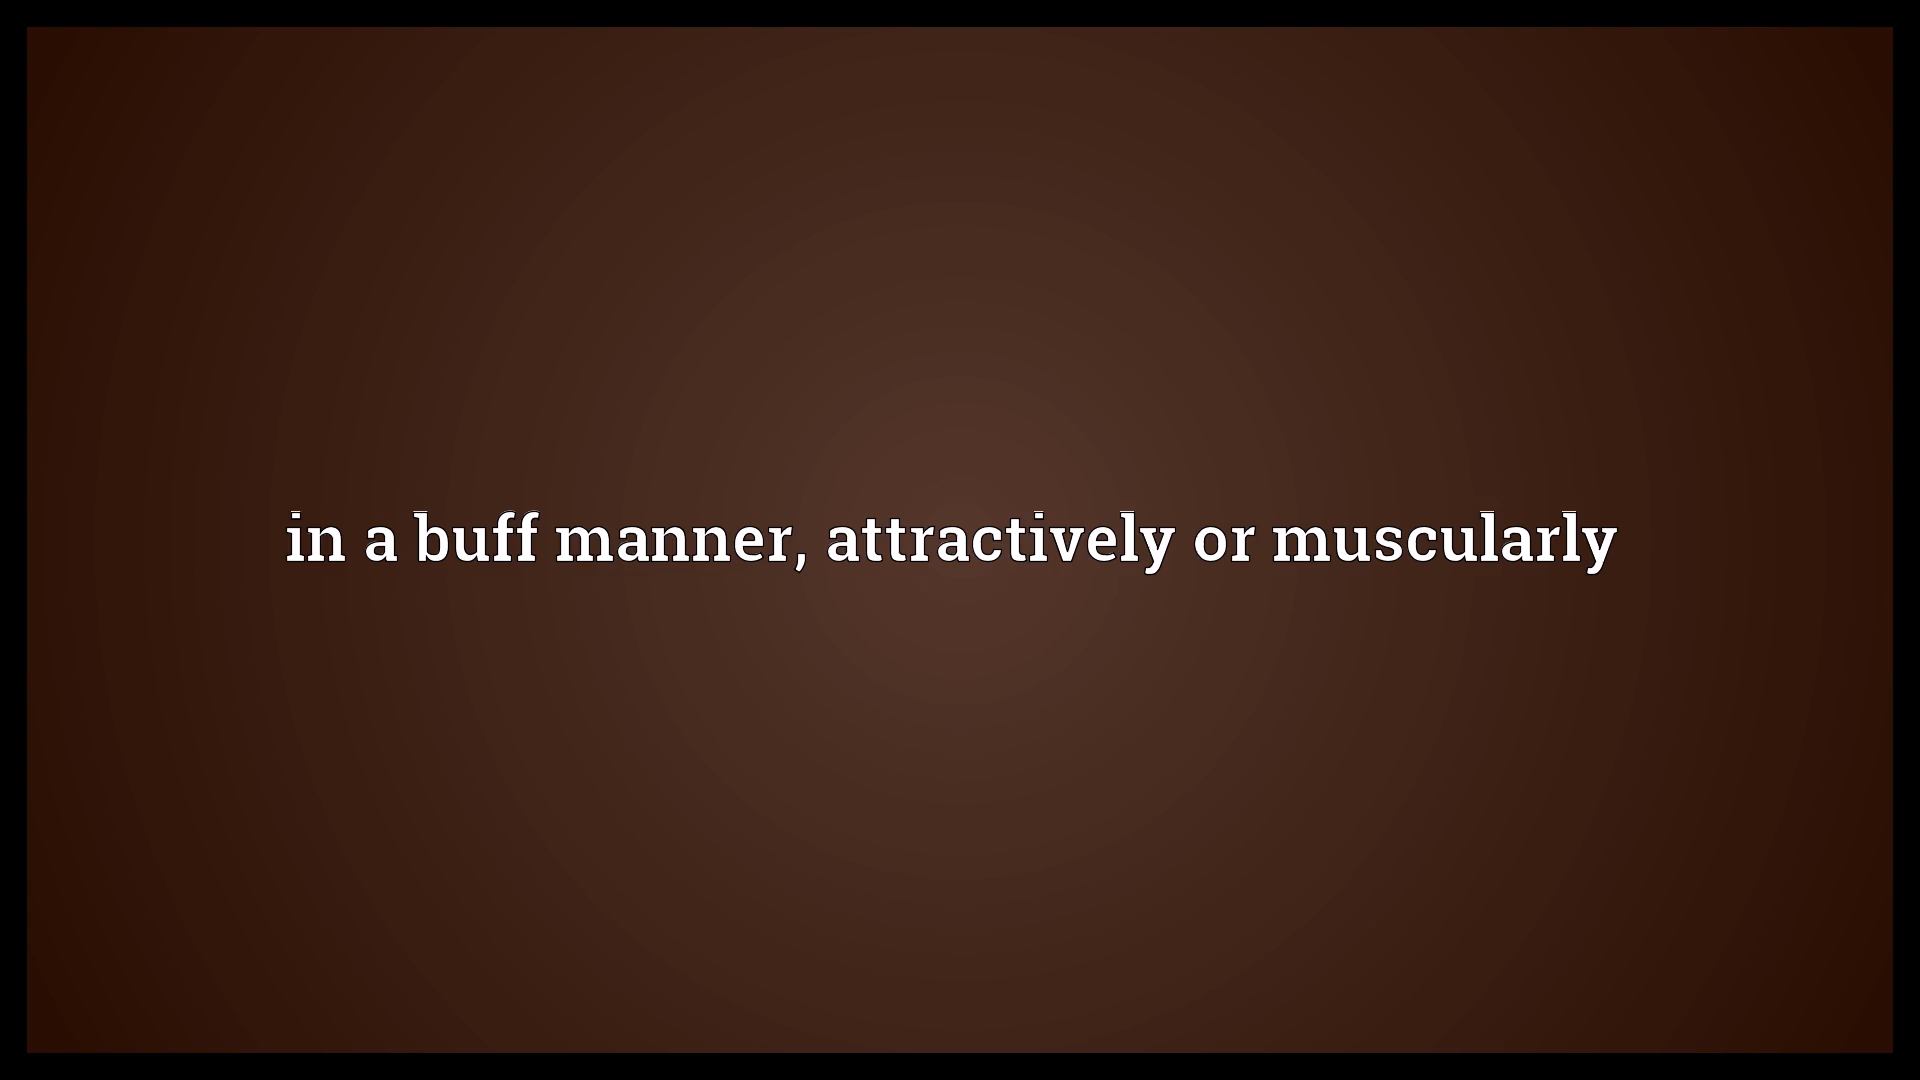 in a buff manner, attractively or muscularly